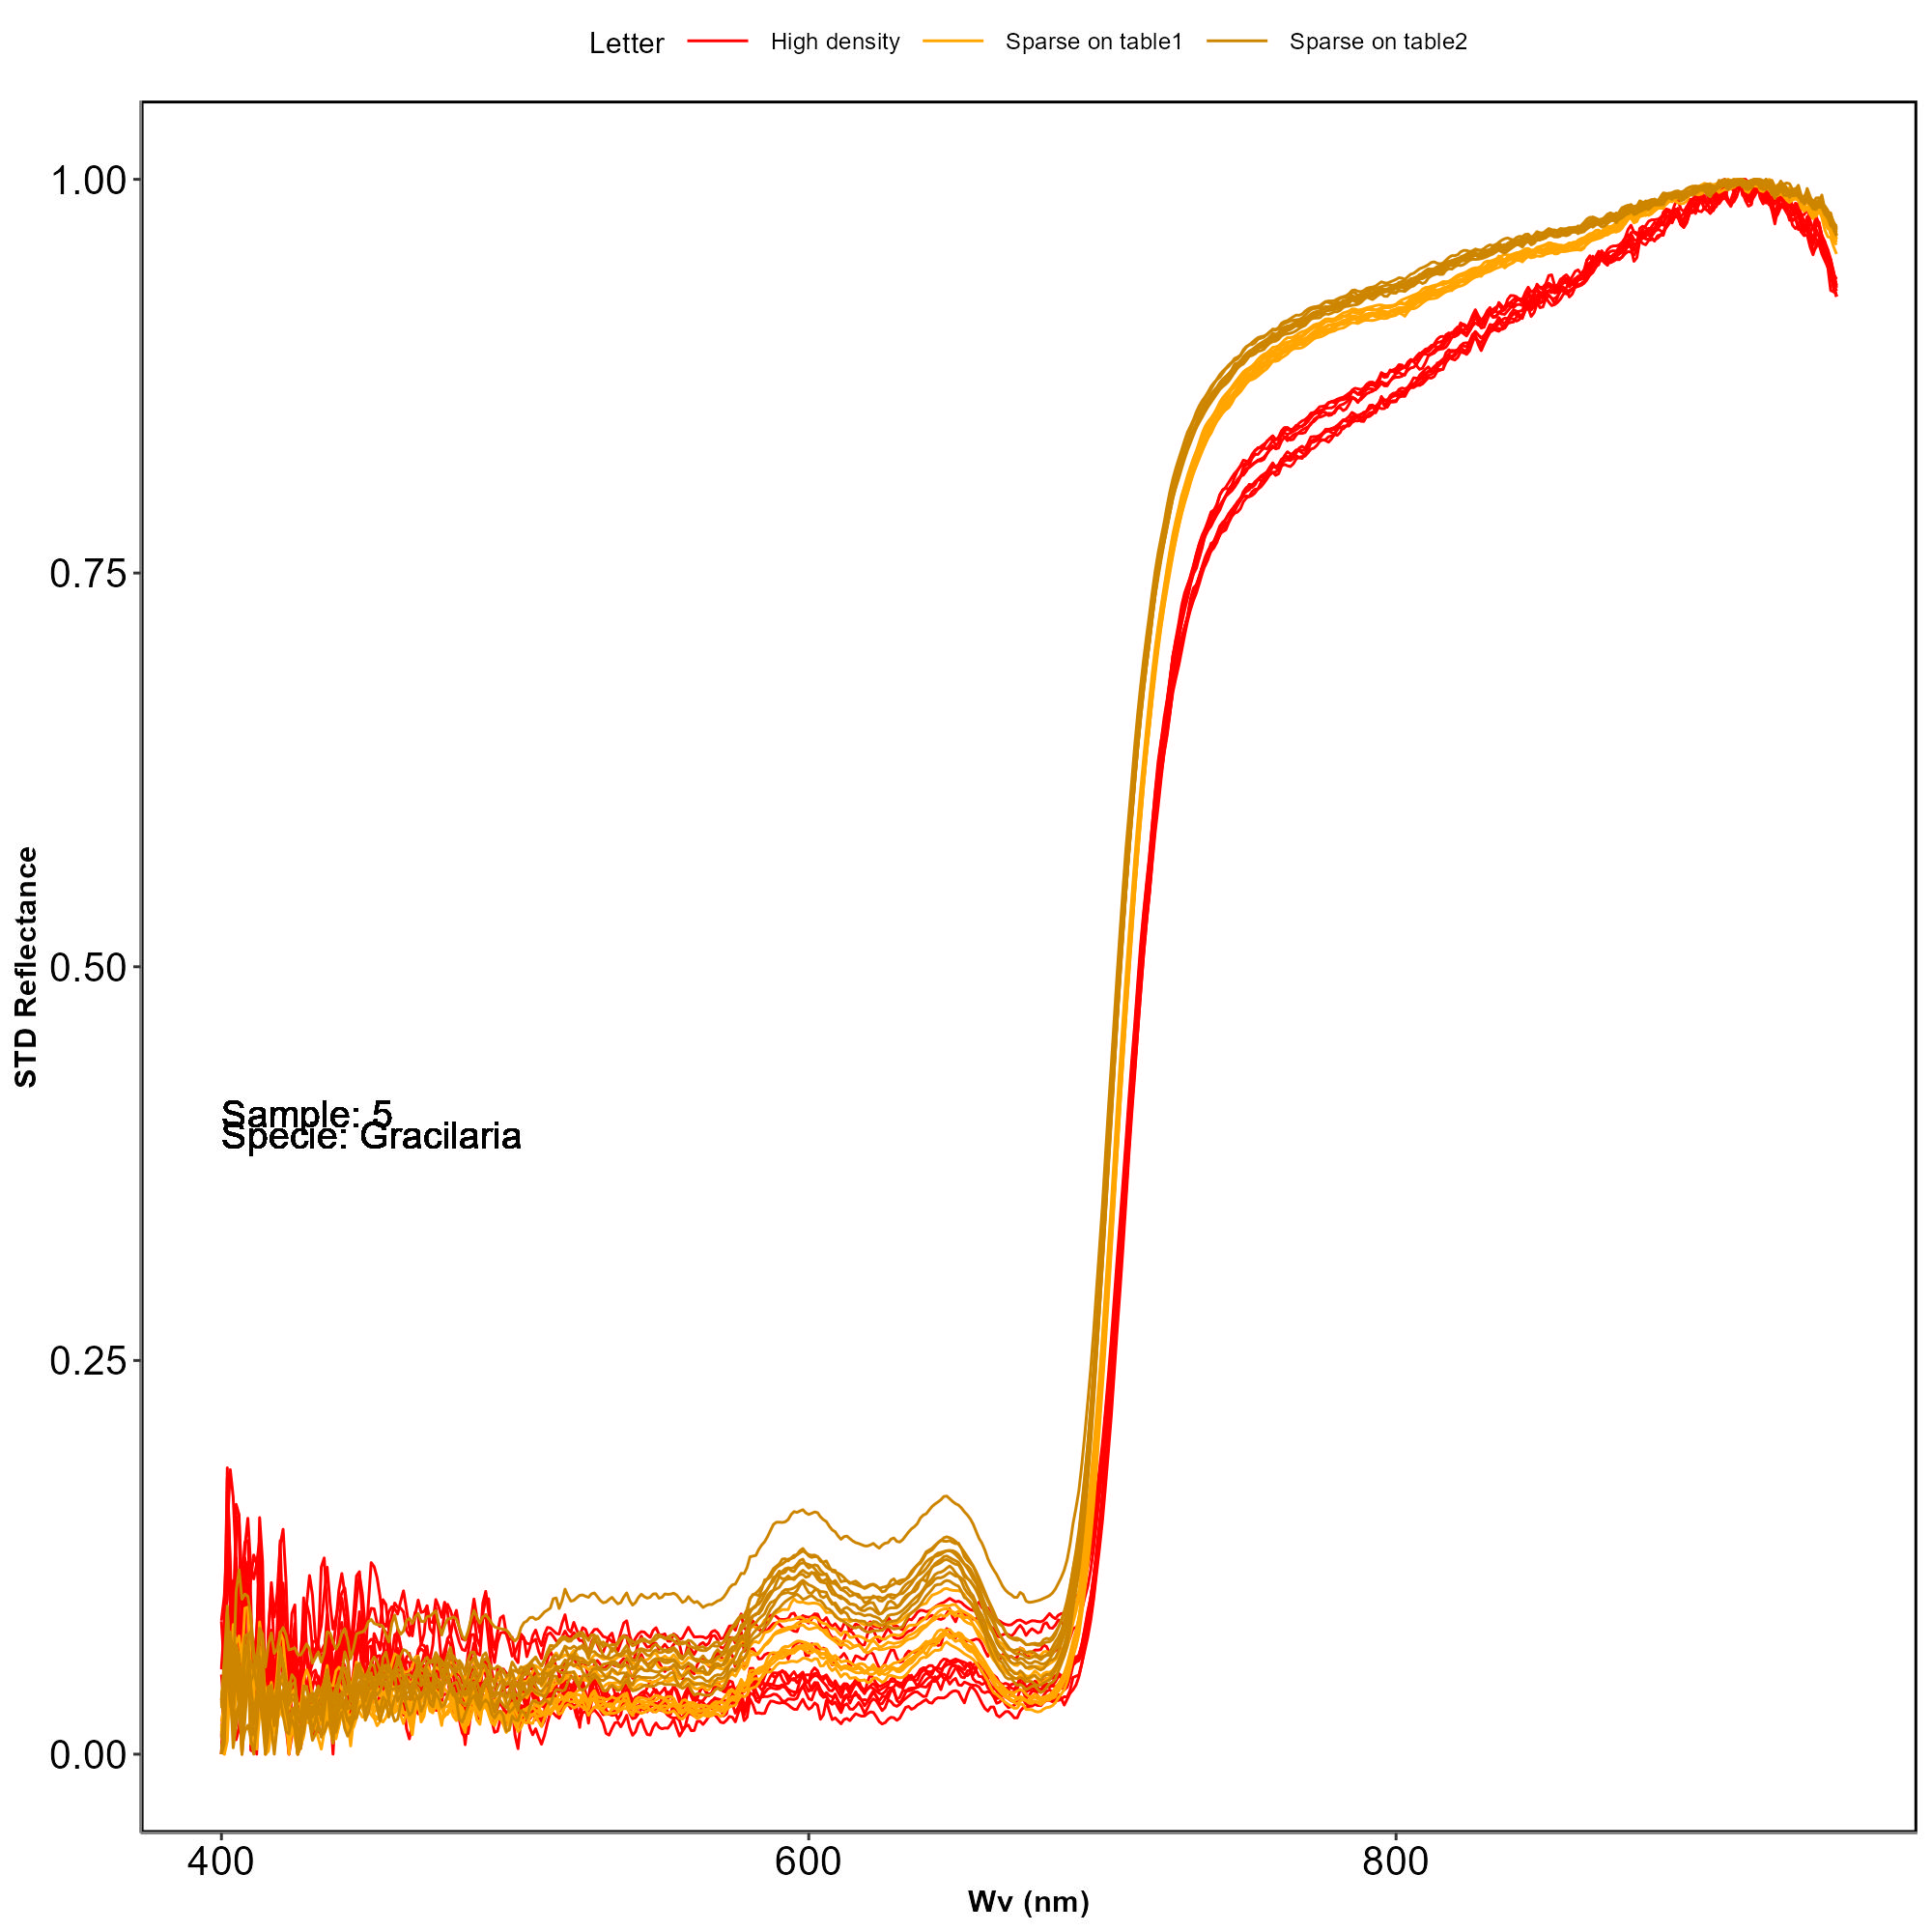 Letter High density Sparse on table1 Sparse on table2
1.00
0.75
0.50
0.25
0.00
STD Reflectance
Sample: 5
Specie: Gracilaria
400 600 800
Wv (nm)